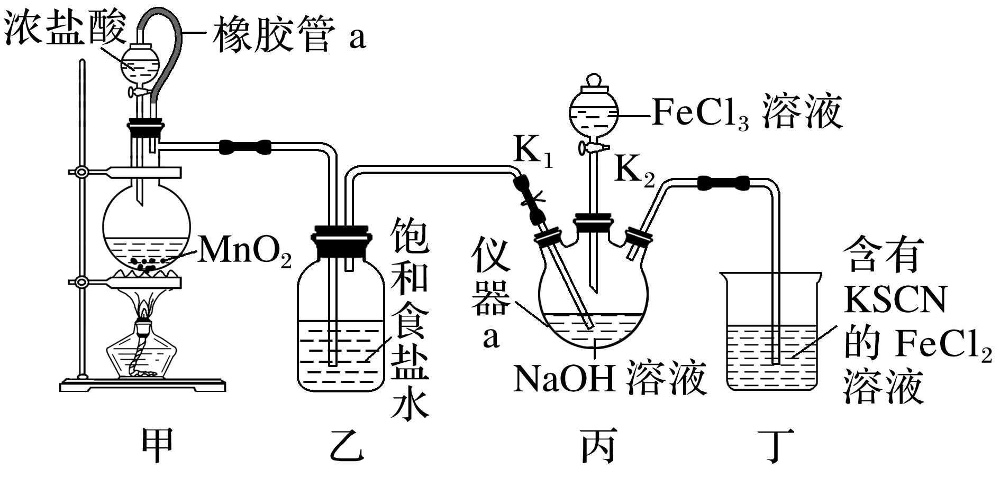 浓盐酸
橡胶管 a
FeCl₃ 溶液
K₁
K₂
MnO₂
饱和食盐水
仪器 a
NaOH 溶液
含有
KSCN
的 FeCl₂
溶液
甲
乙
丙
丁